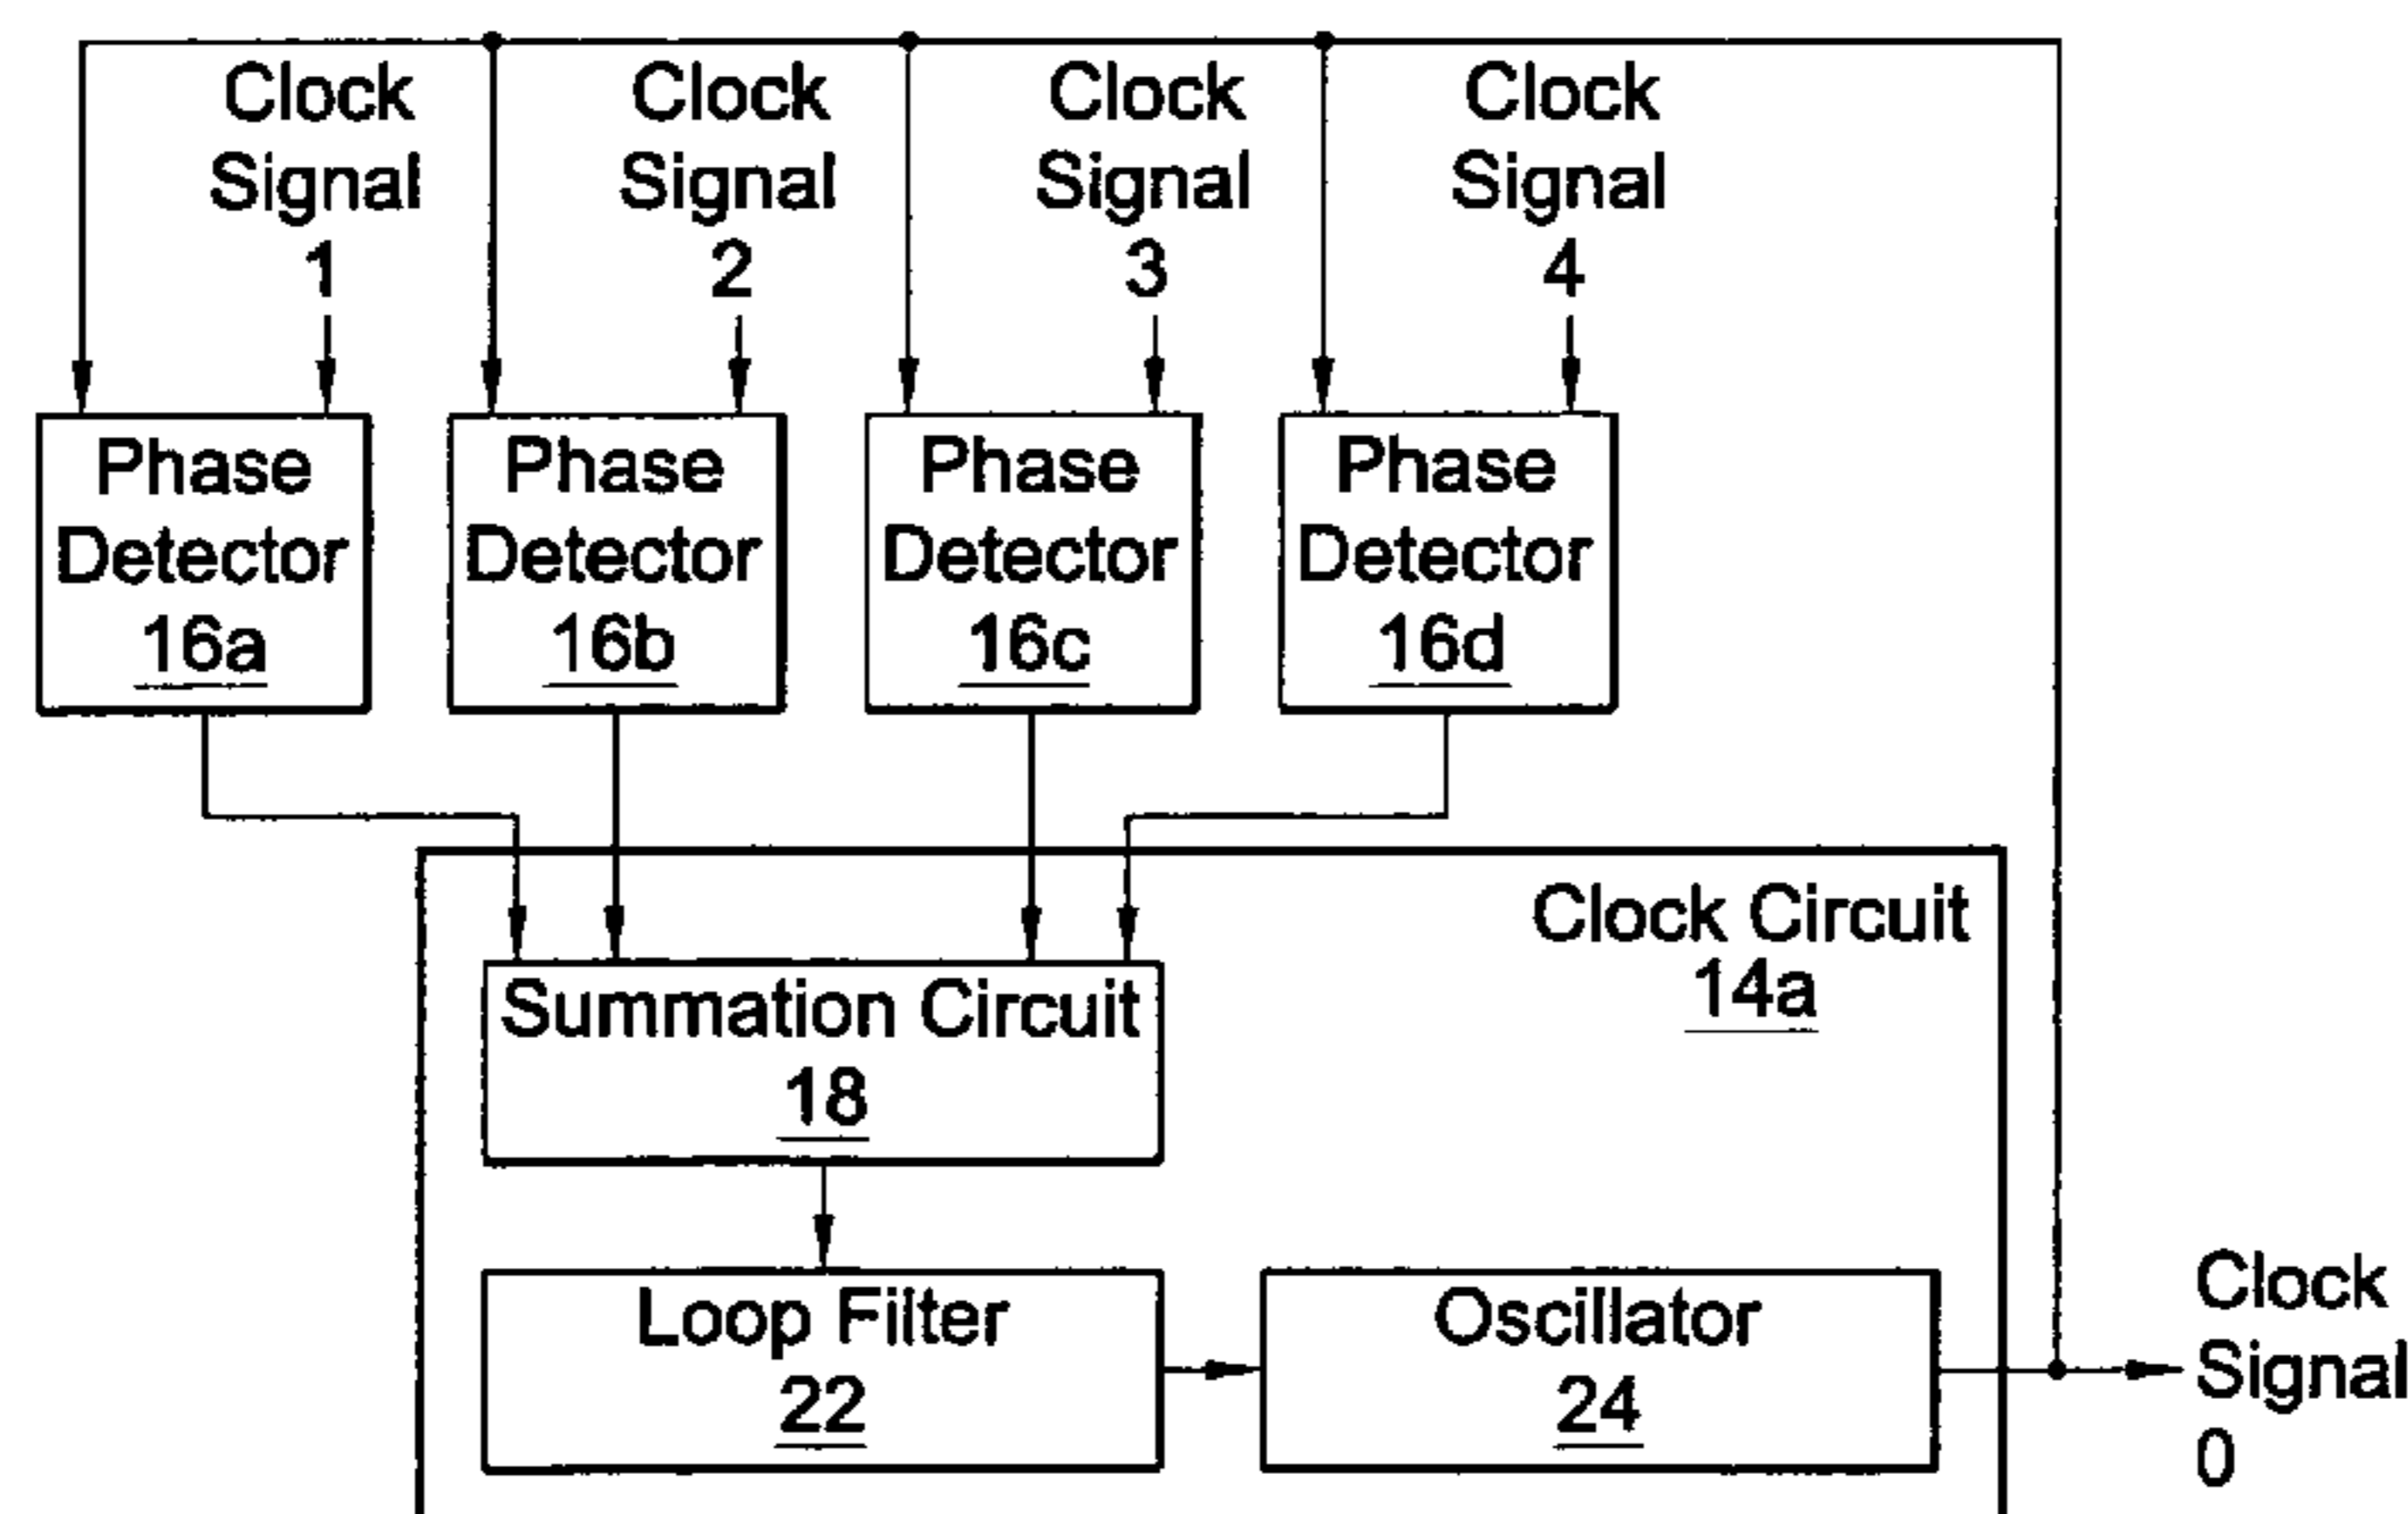 Clock
Signal
1
Clock
Signal
2
Clock
Signal
3
Clock
Signal
4
Phase
Detector
16a
Phase
Detector
16b
Phase
Detector
16c
Phase
Detector
16d
Clock Circuit
14a
Summation Circuit
18
Loop Filter
22
Oscillator
24
Clock
Signal
0